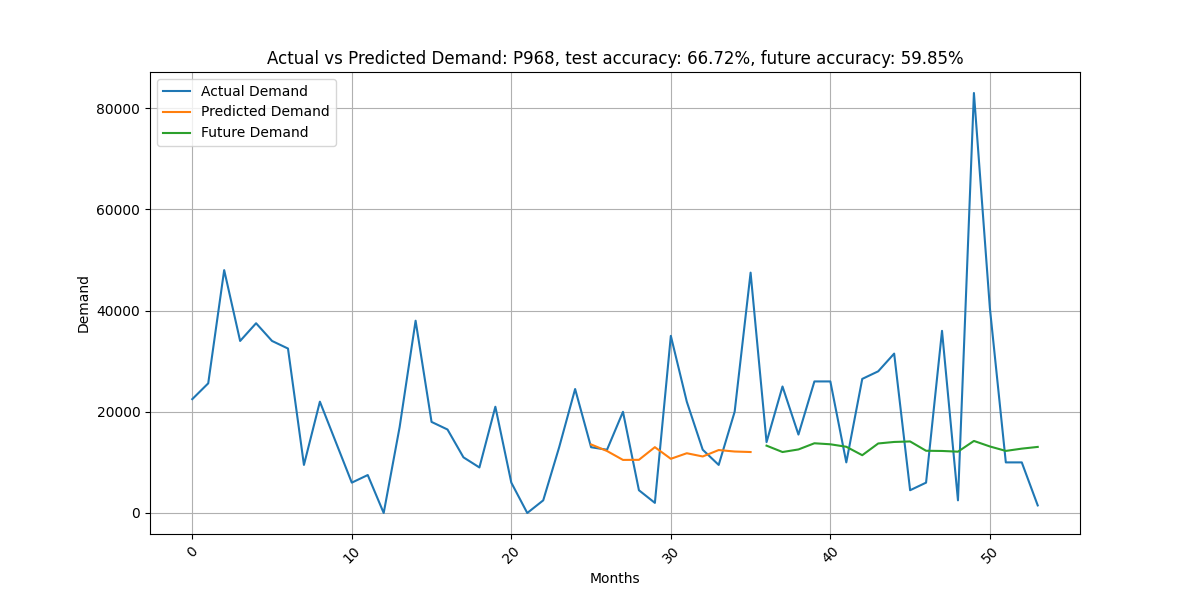 Actual vs Predicted Demand: P968, test accuracy: 66.72%, future accuracy: 59.85%
Actual Demand
Predicted Demand
Future Demand
80000
60000
40000
20000
0
Demand
0
10
20
30
40
50
Months